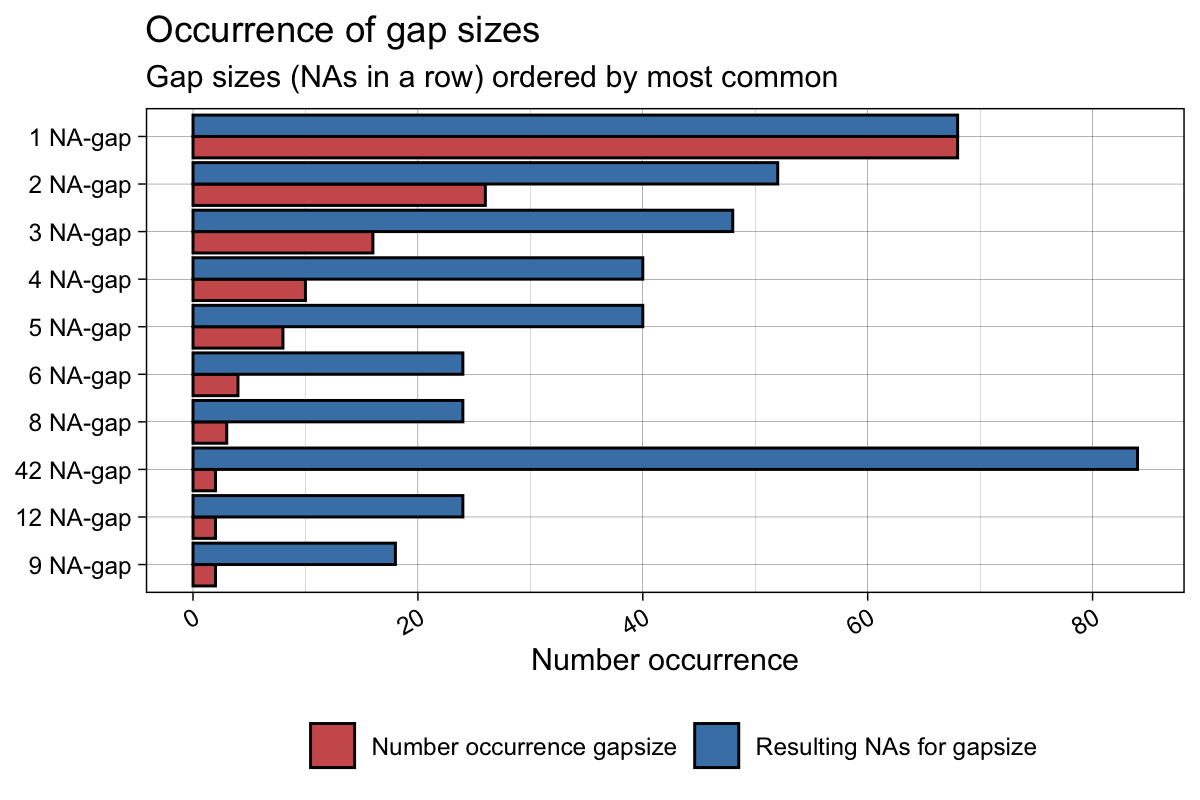 Occurrence of gap sizes
Gap sizes (NAs in a row) ordered by most common
1 NA-gap
2 NA-gap
3 NA-gap
4 NA-gap
5 NA-gap
6 NA-gap
8 NA-gap
42 NA-gap
12 NA-gap
9 NA-gap
0 20 40 60 80
Number occurrence
Number occurrence gapsize Resulting NAs for gapsize